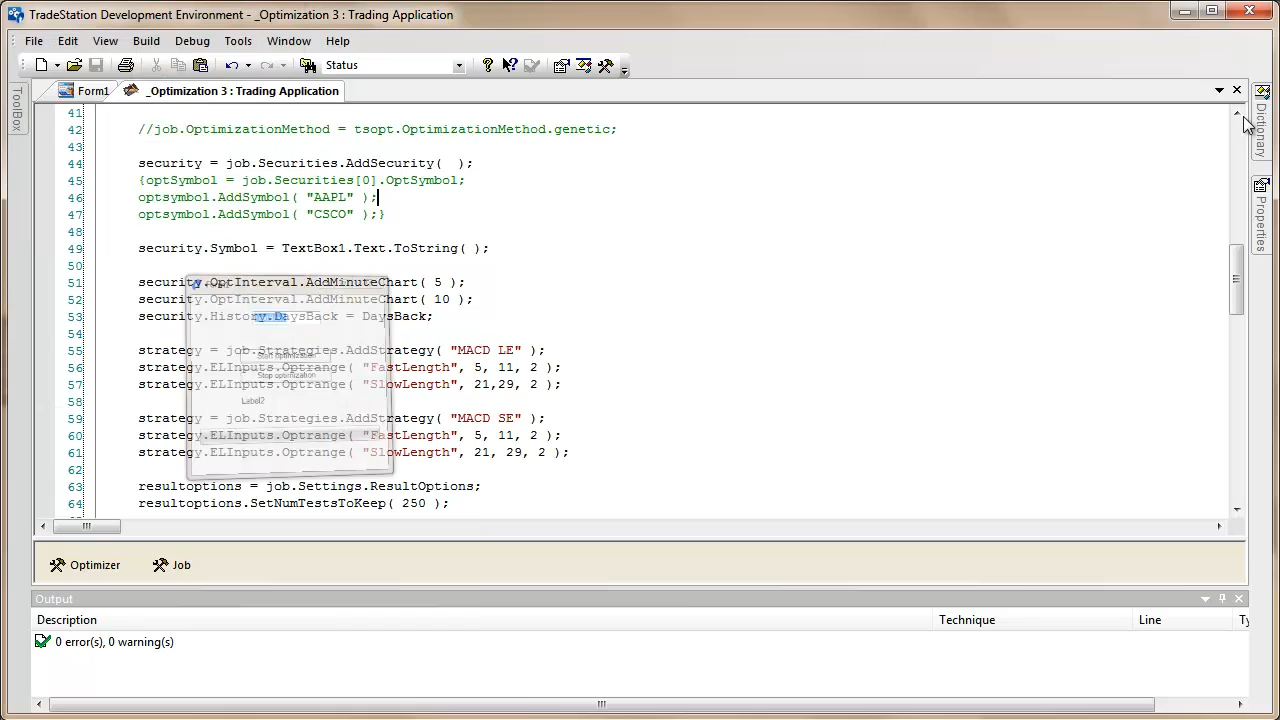 TradeStation Development Environment - _Optimization 3 : Trading Application
File Edit View Build Debug Tools Window Help
Status
ToolBox
Form1 _Optimization 3 : Trading Application
41
42 //job.OptimizationMethod = tsopt.OptimizationMethod.genetic;
43
44 security = job.Securities.AddSecurity(  );
45 {optSymbol = job.Securities[0].OptSymbol;
46 optsymbol.AddSymbol( "AAPL" );
47 optsymbol.AddSymbol( "CSCO" );}
48
49 security.Symbol = TextBox1.Text.ToString( );
50
51 security.OptInterval.AddMinuteChart( 5 );
52 security.OptInterval.AddMinuteChart( 10 );
53 security.History.DaysBack = DaysBack;
54
55 strategy = job.Strategies.AddStrategy( "MACD LE" );
56 strategy.ELInputs.Optrange( "FastLength", 5, 11, 2 );
57 strategy.ELInputs.Optrange( "SlowLength", 21,29, 2 );
58
59 strategy = job.Strategies.AddStrategy( "MACD SE" );
60 strategy.ELInputs.Optrange( "FastLength", 5, 11, 2 );
61 strategy.ELInputs.Optrange( "SlowLength", 21, 29, 2 );
62
63 resultoptions = job.Settings.ResultOptions;
64 resultoptions.SetNumTestsToKeep( 250 );
Start optimization
Stop optimization
Label2
Dictionary
Properties
Optimizer Job
Output
Description Technique Line Ty
0 error(s), 0 warning(s)